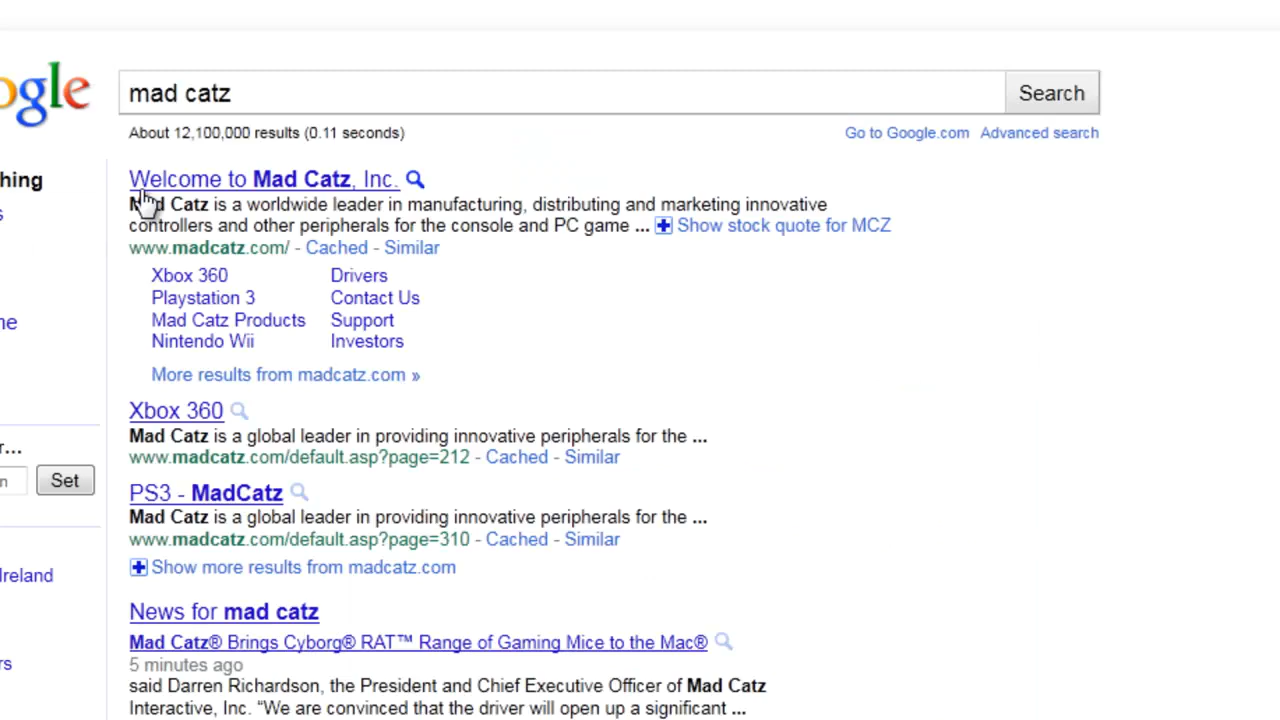 ogle
mad catz
Search
About 12,100,000 results (0.11 seconds)
Go to Google.com Advanced search
hing
s
me
r...
n
Set
Ireland
rs
Welcome to Mad Catz, Inc.
Mad Catz is a worldwide leader in manufacturing, distributing and marketing innovative
controllers and other peripherals for the console and PC game ... Show stock quote for MCZ
www.madcatz.com/ - Cached - Similar
Xbox 360 Drivers
Playstation 3 Contact Us
Mad Catz Products Support
Nintendo Wii Investors
More results from madcatz.com »
Xbox 360
Mad Catz is a global leader in providing innovative peripherals for the ...
www.madcatz.com/default.asp?page=212 - Cached - Similar
PS3 - MadCatz
Mad Catz is a global leader in providing innovative peripherals for the ...
www.madcatz.com/default.asp?page=310 - Cached - Similar
Show more results from madcatz.com
News for mad catz
Mad Catz® Brings Cyborg® RAT™ Range of Gaming Mice to the Mac®
5 minutes ago
said Darren Richardson, the President and Chief Executive Officer of Mad Catz
Interactive, Inc. “We are convinced that the driver will open up a significant ...